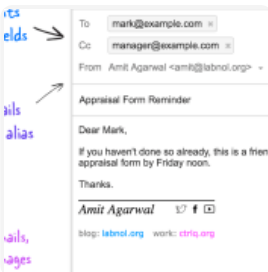 To mark@example.com ×
Cc manager@example.com ×
From Amit Agarwal <amit@labnol.org>
Appraisal Form Reminder
Dear Mark,
If you haven't done so already, this is a frien
appraisal form by Friday noon.
Thanks.
Amit Agarwal
blog: labnol.org work: ctrlq.org
ields
ails
alias
ails,
ages